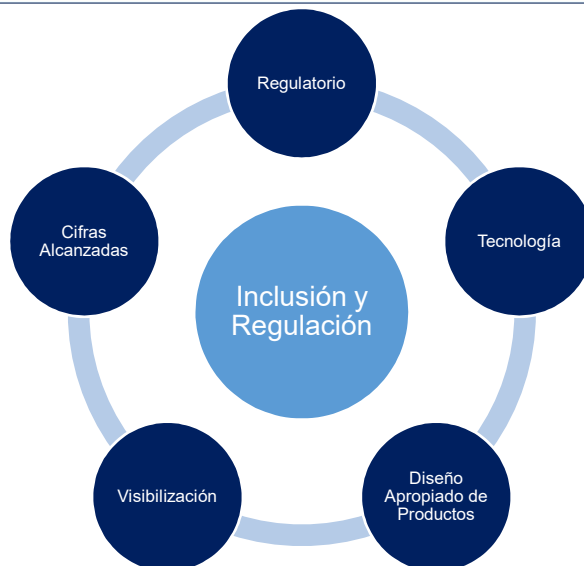 Regulatorio
Tecnología
Diseño
Apropiado de
Productos
Visibilización
Cifras
Alcanzadas
Inclusión y
Regulación